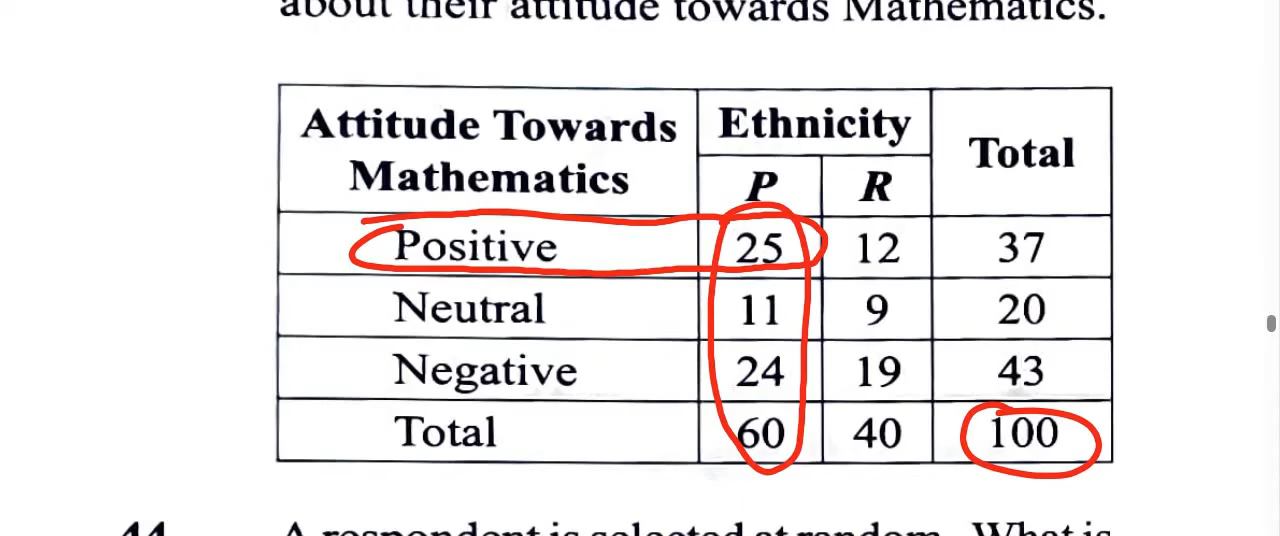 about their attitude towards Mathematics.
Attitude Towards Mathematics Ethnicity Total
P R
Positive 25 12 37
Neutral 11 9 20
Negative 24 19 43
Total 60 40 100
44 A respondent is selected at random. What is